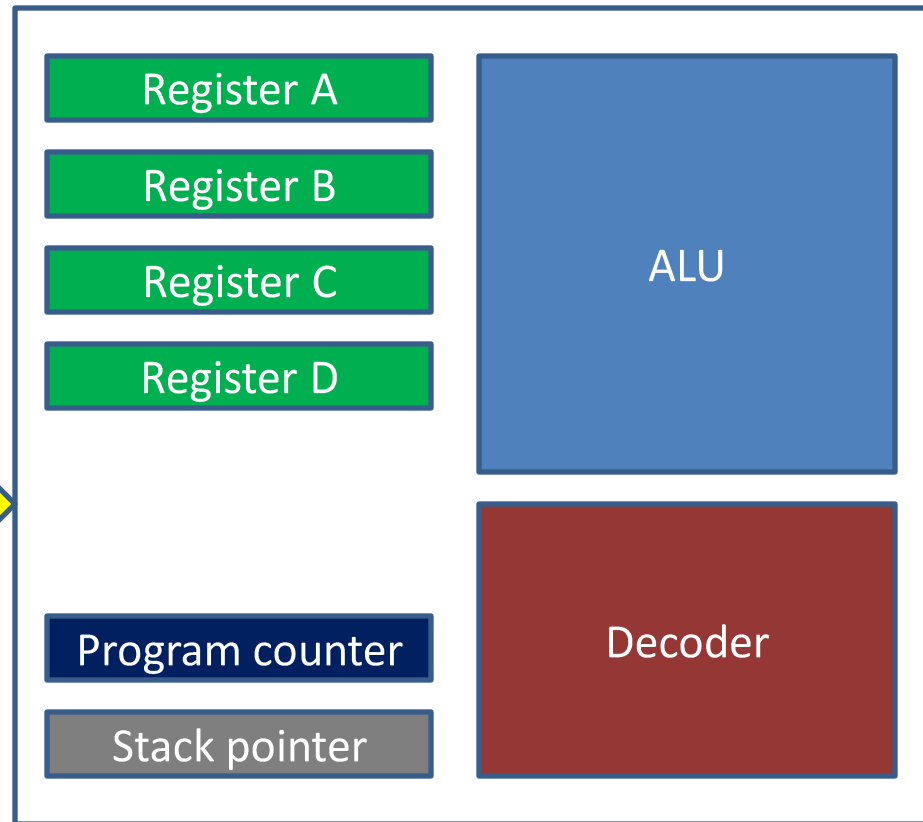 Register A
Register B
Register C
Register D
ALU
Program counter
Stack pointer
Decoder